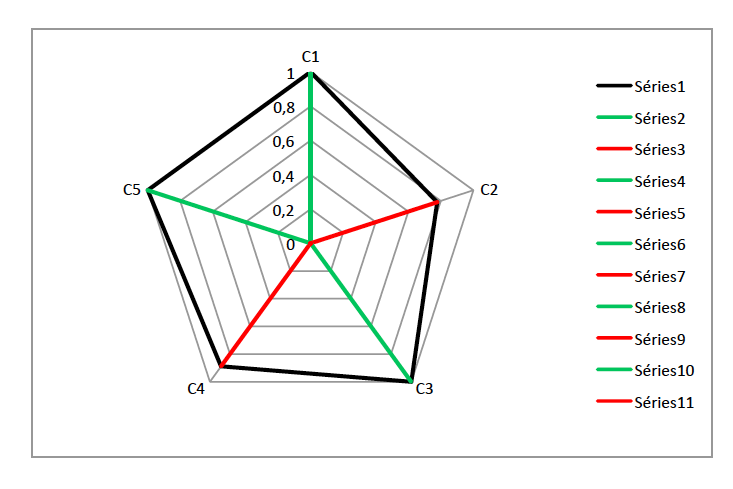 C1
1
0,8
0,6
0,4
0,2
0
C2
C3
C4
C5
Séries1
Séries2
Séries3
Séries4
Séries5
Séries6
Séries7
Séries8
Séries9
Séries10
Séries11